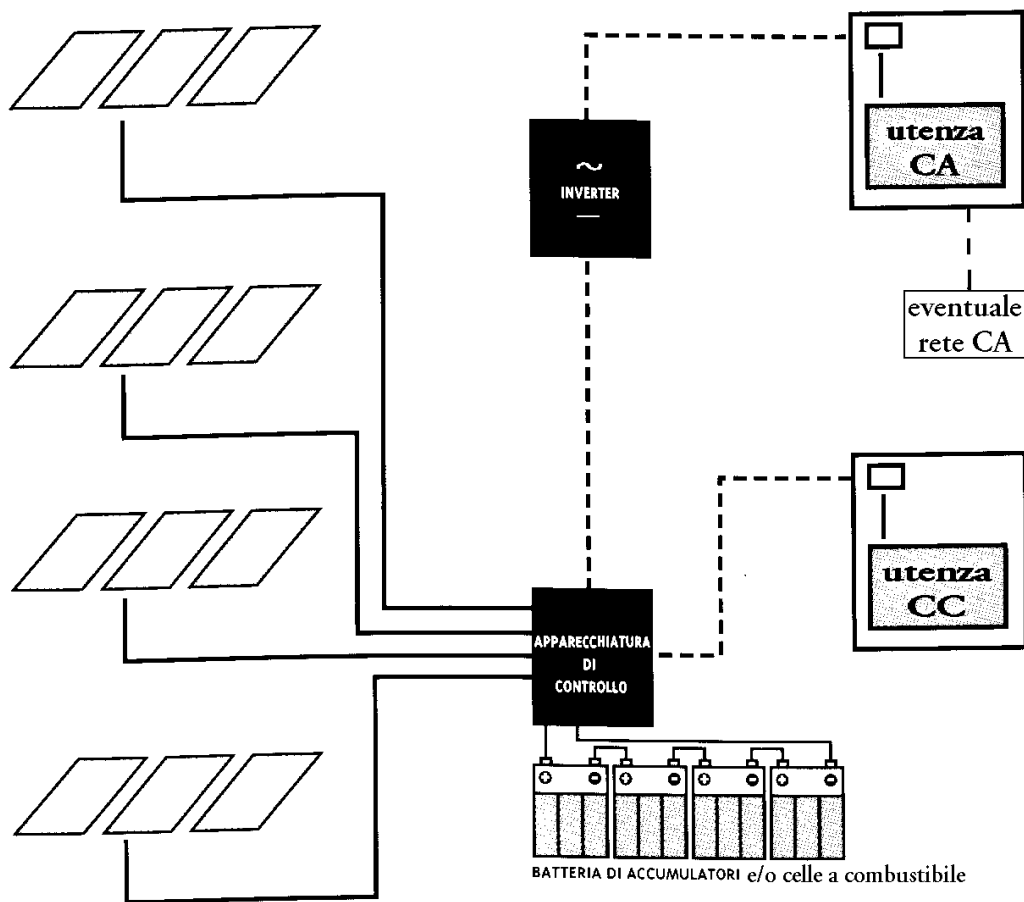 ~
INVERTER
utenza
CA
eventuale
rete CA
utenza
CC
APPARECCHIATURA
DI
CONTROLLO
+ - + - + - + -
BATTERIA DI ACCUMULATORI e/o celle a combustibile